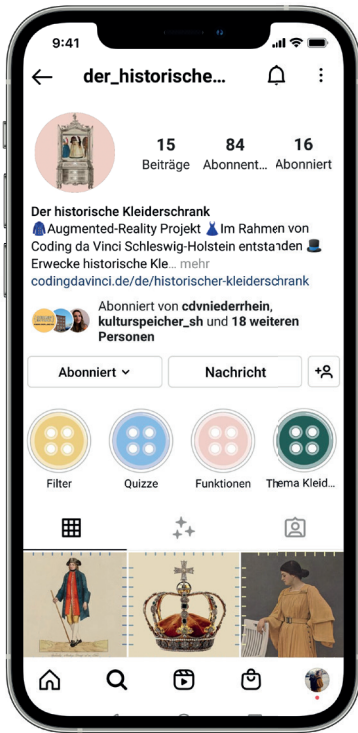 9:41
der_historische...
15
84
16
Beiträge
Abonnent...
Abonniert
Der historische Kleiderschrank
Augmented-Reality Projekt Im Rahmen von
Coding da Vinci Schleswig-Holstein entstanden
Erwecke historische Kle... mehr
codingdavinci.de/de/historischer-kleiderschrank
Abonniert von cdvniederrhein,
kulturspeicher_sh und 18 weiteren
Personen
Abonniert
Nachricht
Filter
Quizze
Funktionen
Thema Kleid...